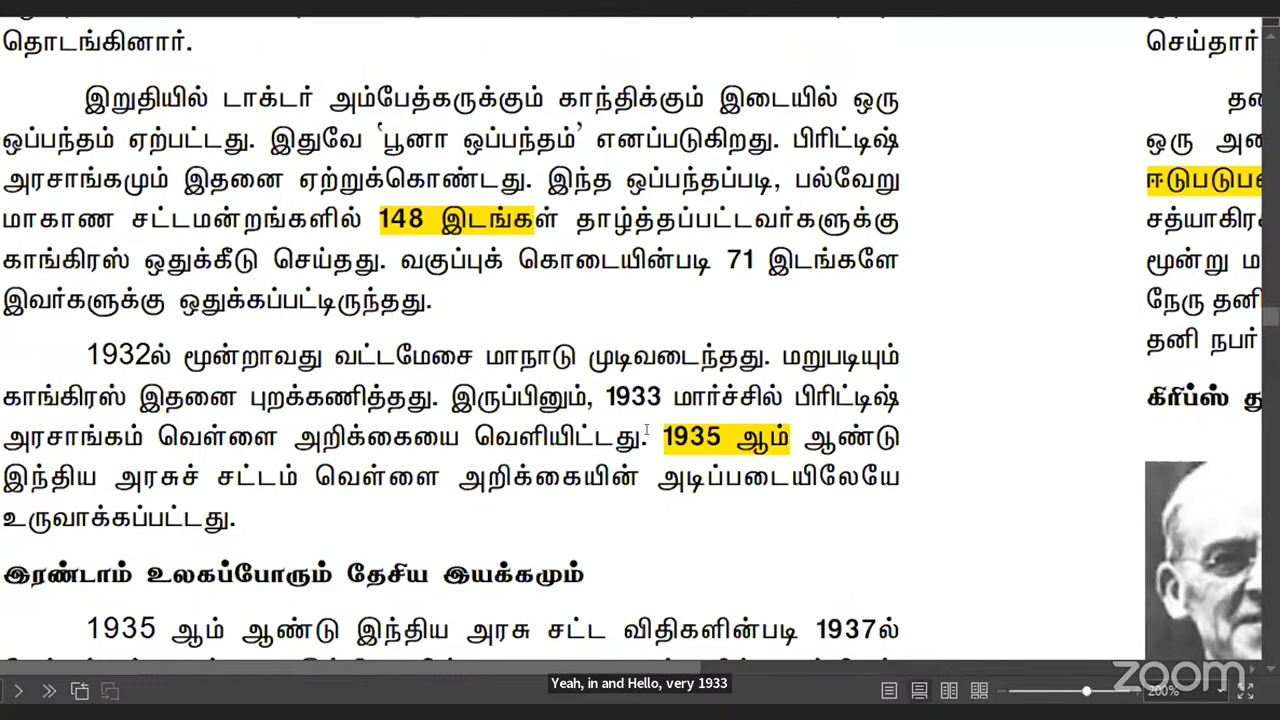 தொடங்கினார்.
இறுதியில் டாக்டர் அம்பேத்கருக்கும் காந்திக்கும் இடையில் ஒரு
ஒப்பந்தம் ஏற்பட்டது. இதுவே 'பூனா ஒப்பந்தம்' எனப்படுகிறது. பிரிட்டிஷ்
அரசாங்கமும் இதனை ஏற்றுக்கொண்டது. இந்த ஒப்பந்தப்படி, பல்வேறு
மாகாண சட்டமன்றங்களில் 148 இடங்கள் தாழ்த்தப்பட்டவர்களுக்கு
காங்கிரஸ் ஒதுக்கீடு செய்தது. வகுப்புக் கொடையின்படி 71 இடங்களே
இவர்களுக்கு ஒதுக்கப்பட்டிருந்தது.
1932ல் மூன்றாவது வட்டமேசை மாநாடு முடிவடைந்தது. மறுபடியும்
காங்கிரஸ் இதனை புறக்கணித்தது. இருப்பினும், 1933 மார்ச்சில் பிரிட்டிஷ்
அரசாங்கம் வெள்ளை அறிக்கையை வெளியிட்டது. 1935 ஆம் ஆண்டு
இந்திய அரசுச் சட்டம் வெள்ளை அறிக்கையின் அடிப்படையிலேயே
உருவாக்கப்பட்டது.
இரண்டாம் உலகப்போரும் தேசிய இயக்கமும்
1935 ஆம் ஆண்டு இந்திய அரசு சட்ட விதிகளின்படி 1937ல்
செய்தார்
ஒரு
மூன்று
நேரு
தனி நபர்
கிரிப்ஸ்
Yeah, in and Hello, very 1933
zoom
200%